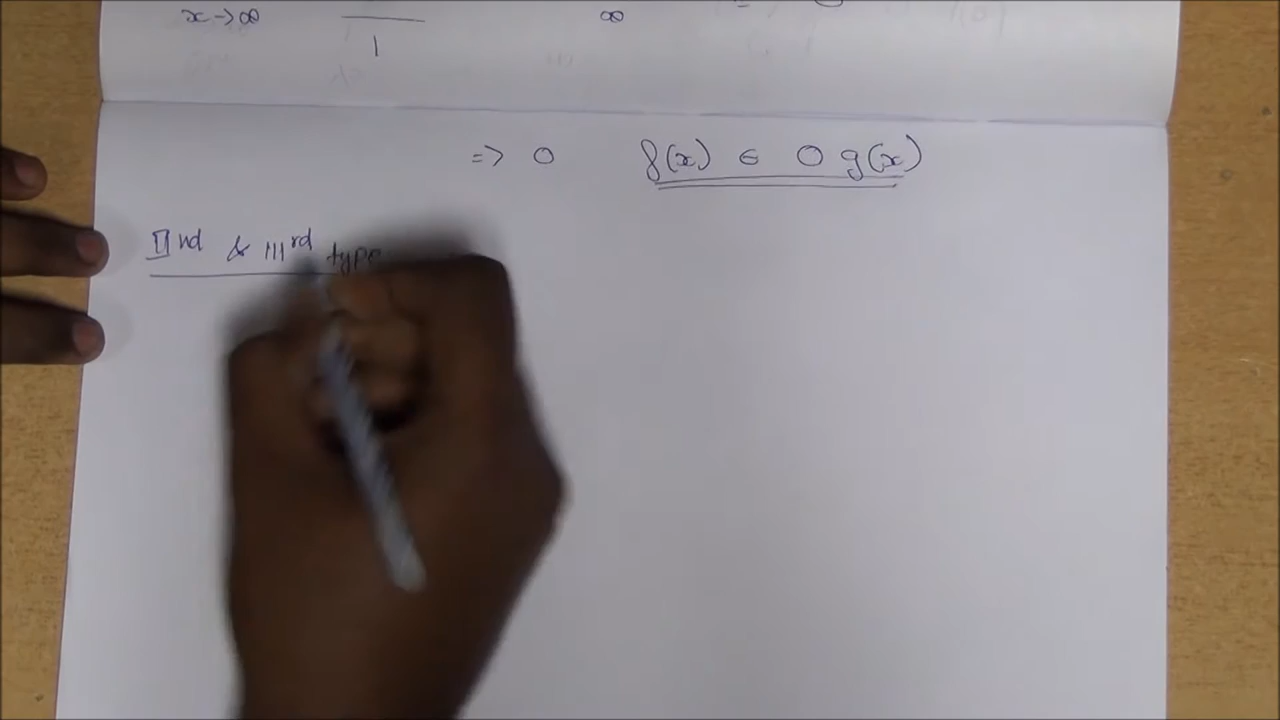 x → ∞ ∞
1
=> 0 f(x) ∈ O g(x)
IInd & IIIrd type